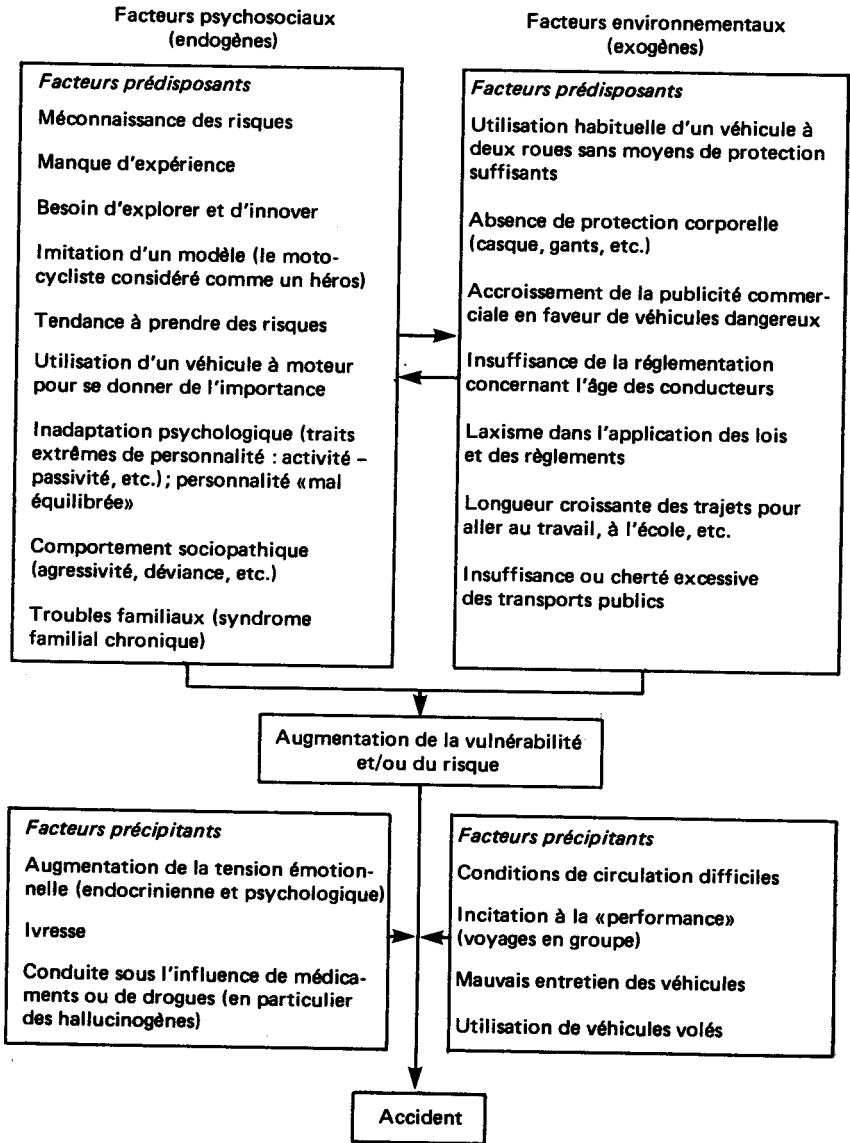 Facteurs psychosociaux
(endogènes)
Facteurs prédisposants
Méconnaissance des risques
Manque d'expérience
Besoin d'explorer et d'innover
Imitation d'un modèle (le moto-
cycliste considéré comme un héros)
Tendance à prendre des risques
Utilisation d'un véhicule à moteur
pour se donner de l'importance
Inadaptation psychologique (traits
extrêmes de personnalité : activité –
passivité, etc.) ; personnalité «mal
équilibrée»
Comportement sociopathique
(agressivité, déviance, etc.)
Troubles familiaux (syndrome
familial chronique)
Facteurs environnementaux
(exogènes)
Facteurs prédisposants
Utilisation habituelle d'un véhicule à
deux roues sans moyens de protection
suffisants
Absence de protection corporelle
(casque, gants, etc.)
Accroissement de la publicité commer-
ciale en faveur de véhicules dangereux
Insuffisance de la réglementation
concernant l'âge des conducteurs
Laxisme dans l'application des lois
et des règlements
Longueur croissante des trajets pour
aller au travail, à l'école, etc.
Insuffisance ou cherté excessive
des transports publics
Augmentation de la vulnérabilité
et/ou du risque
Facteurs précipitants
Augmentation de la tension émotion-
nelle (endocrinienne et psychologique)
Ivresse
Conduite sous l'influence de médica-
ments ou de drogues (en particulier
des hallucinogènes)
Facteurs précipitants
Conditions de circulation difficiles
Incitation à la «performance»
(voyages en groupe)
Mauvais entretien des véhicules
Utilisation de véhicules volés
Accident